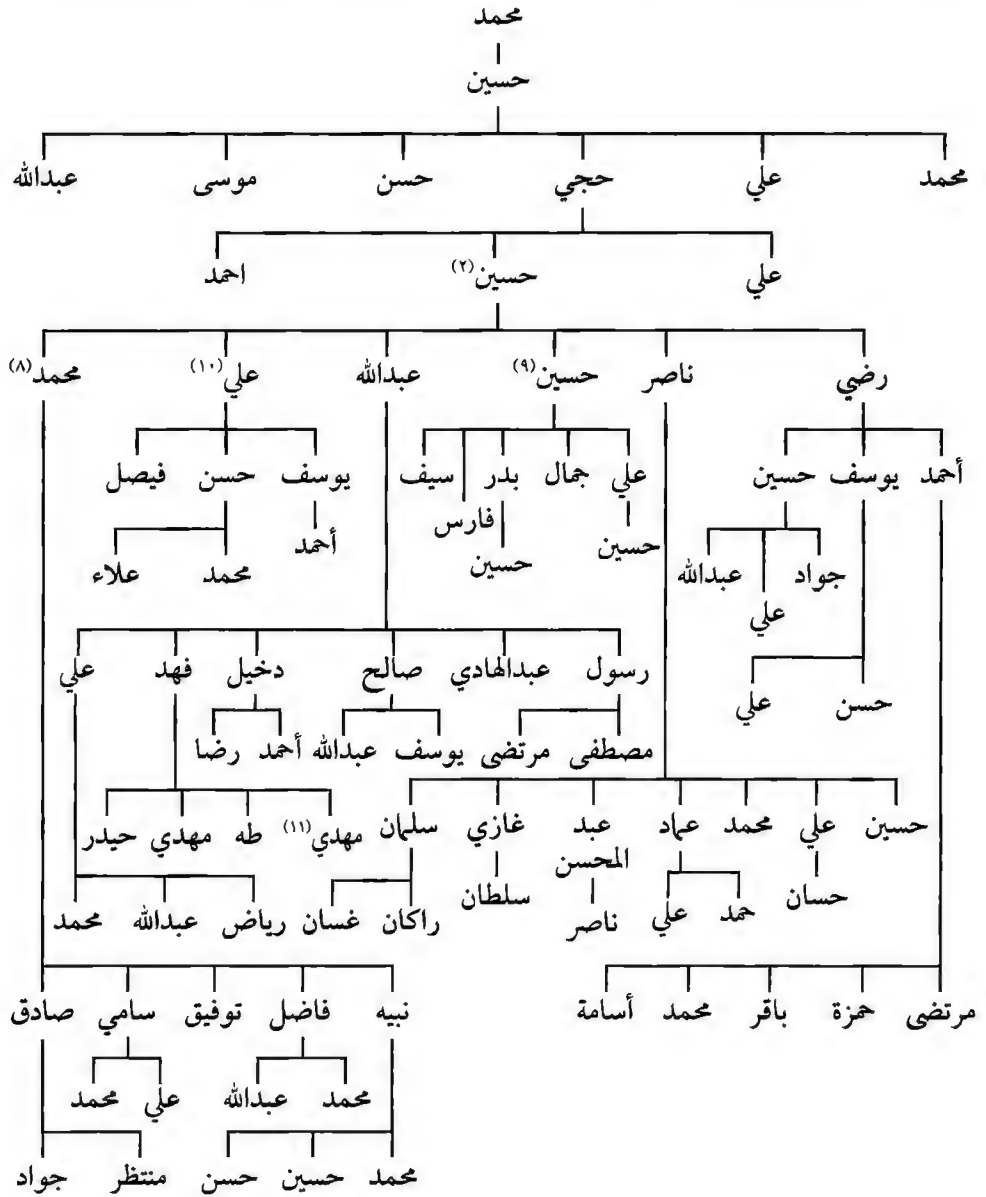 محمد
حسين
محمد علي حجي حسن موسى عبدالله
علي حسين (٢) احمد
رضي ناصر حسين (٩) عبدالله علي (١٠) محمد (٨)
أحمد يوسف حسين علي جمال بدر فارس سيف يوسف حسن فيصل
جواد علي عبدالله حسين حسين أحمد محمد علاء
رسول عبدالهادي صالح دخيل فهد علي
حسن علي
مصطفى مرتضى يوسف عبدالله أحمد رضا
حسين علي محمد عماد عبد المحسن غازي سلمان مهدي (١١) طه مهدي حيدر
حسان حمد علي ناصر سلطان راكان غسان رياض عبدالله محمد
مرتضى حمزة باقر محمد أسامة نبيه فاضل توفيق سامي صادق
محمد عبدالله علي محمد
محمد حسين حسن منتظر جواد